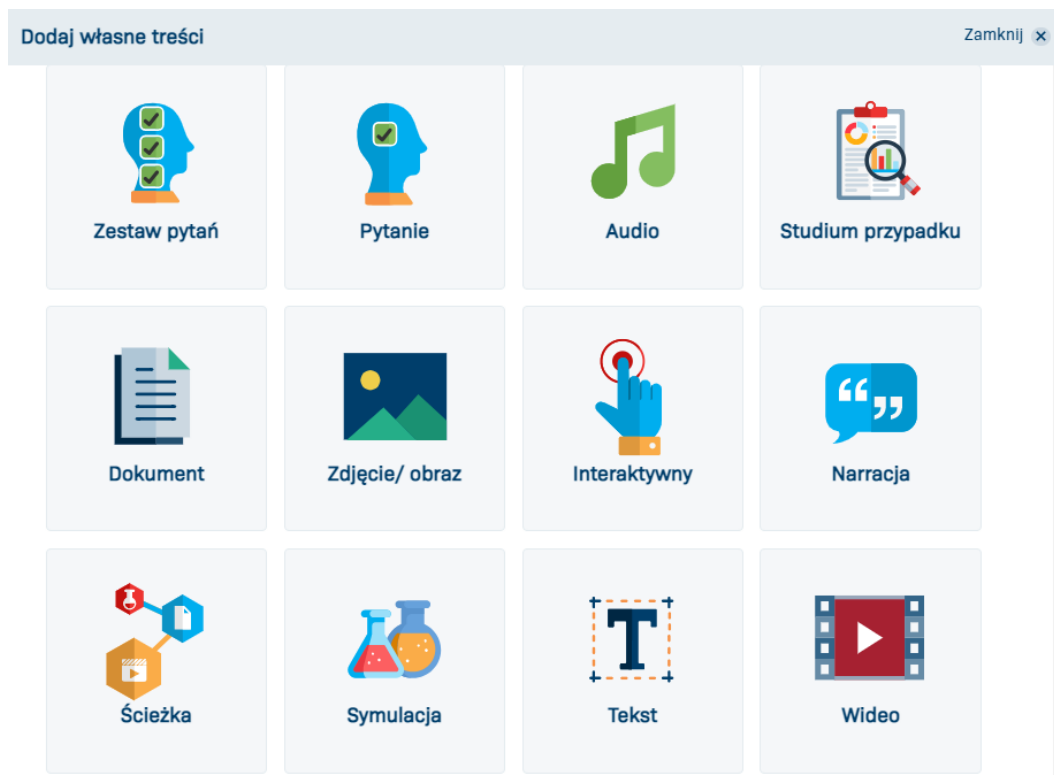 Dodaj własne treści
Zamknij
Zestaw pytań
Pytanie
Audio
Studium przypadku
Dokument
Zdjęcie/ obraz
Interaktywny
Narracja
Ścieżka
Symulacja
T
Tekst
Wideo